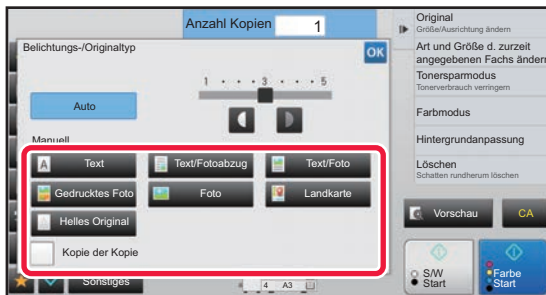 Anzahl Kopien 1
Belichtungs-/Originaltyp
OK
1 3 5
Auto
Manuell
A Text
Text/Fotoabzug
Text/Foto
Gedrucktes Foto
Foto
Landkarte
Helles Original
Kopie der Kopie
Sonstiges
4 A3
Original
Größe/Ausrichtung ändern
Art und Größe d. zurzeit
angegebenen Fachs ändern
Tonersparmodus
Tonerverbrauch verringern
Farbmodus
Hintergrundanpassung
Löschen
Schatten rundherum löschen
Vorschau
CA
S/W
Start
Farbe
Start